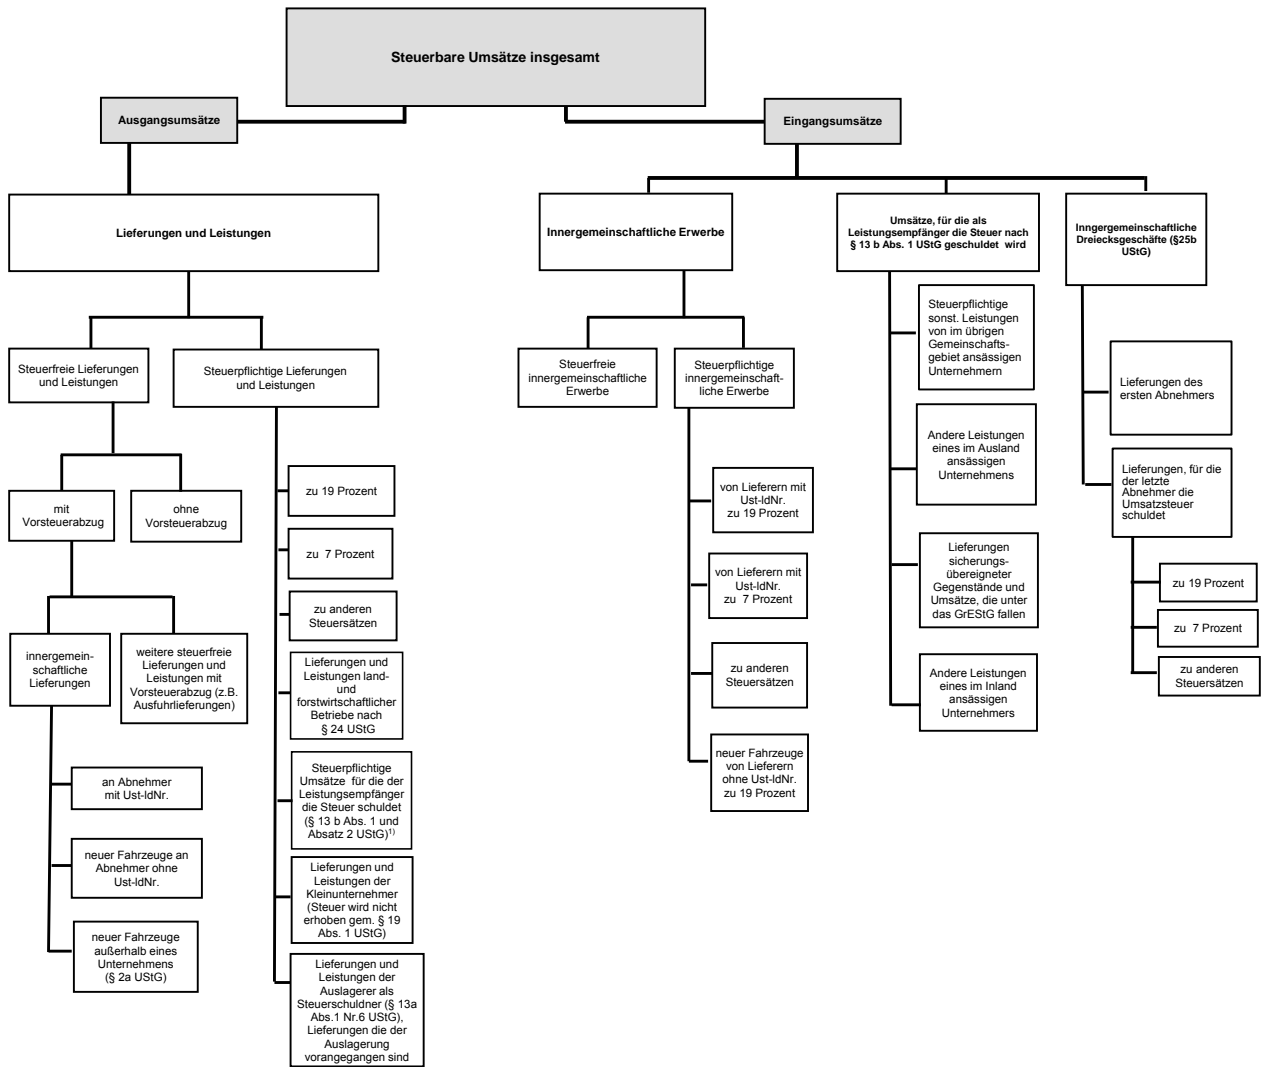 Steuerbare Umsätze insgesamt
Ausgangsumsätze
Eingangsumsätze
Lieferungen und Leistungen
Innergemeinschaftliche Erwerbe
Umsätze, für die als
Leistungsempfänger die Steuer nach
§ 13 b Abs. 1 UStG geschuldet wird
Inngergemeinschaftliche
Dreiecksgeschäfte (§25b
UStG)
Steuerfreie Lieferungen
und Leistungen
Steuerpflichtige Lieferungen
und Leistungen
mit
Vorsteuerabzug
ohne
Vorsteuerabzug
innergemein-
schaftliche
Lieferungen
weitere steuerfreie
Lieferungen und
Leistungen mit
Vorsteuerabzug (z.B.
Ausfuhrlieferungen)
an Abnehmer
mit Ust-IdNr.
neuer Fahrzeuge an
Abnehmer ohne
Ust-IdNr.
neuer Fahrzeuge
außerhalb eines
Unternehmens
(§ 2a UStG)
zu 19 Prozent
zu 7 Prozent
zu anderen
Steuersätzen
Lieferungen und
Leistungen land-
und
forstwirtschaftlicher
Betriebe nach
§ 24 UStG
Steuerpflichtige
Umsätze für die der
Leistungsempfänger
die Steuer schuldet
(§ 13 b Abs. 1 und
Absatz 2 UStG)1)
Lieferungen und
Leistungen der
Kleinunternehmer
(Steuer wird nicht
erhoben gem. § 19
Abs. 1 UStG)
Lieferungen und
Leistungen der
Auslagerer als
Steuerschuldner (§ 13a
Abs.1 Nr.6 UStG),
Lieferungen die der
Auslagerung
vorangegangen sind
Steuerfreie
innergemeinschaftliche
Erwerbe
Steuerpflichtige
innergemeinschaft-
liche Erwerbe
von Lieferern mit
Ust-IdNr.
zu 19 Prozent
von Lieferern mit
Ust-IdNr.
zu 7 Prozent
zu anderen
Steuersätzen
neuer Fahrzeuge
von Lieferern
ohne Ust-IdNr.
zu 19 Prozent
Steuerpflichtige
sonst. Leistungen
von im übrigen
Gemeinschafts-
gebiet ansässigen
Unternehmern
Andere Leistungen
eines im Ausland
ansässigen
Unternehmens
Lieferungen
sicherungs-
übereigneter
Gegenstände und
Umsätze, die unter
das GrEStG fallen
Andere Leistungen
eines im Inland
ansässigen
Unternehmers
Lieferungen des
ersten Abnehmers
Lieferungen, für die
der letzte
Abnehmer die
Umsatzsteuer
schuldet
zu 19 Prozent
zu 7 Prozent
zu anderen
Steuersätzen